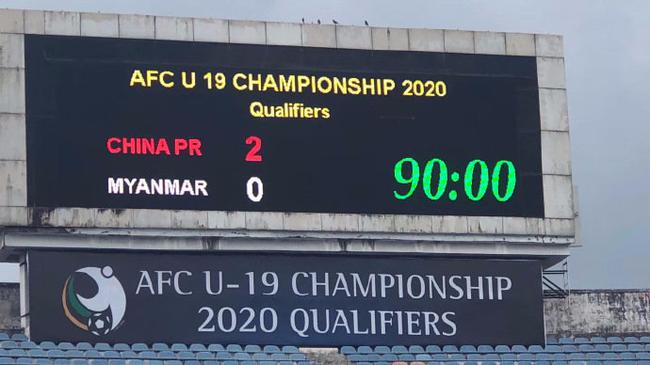 AFC U 19 CHAMPIONSHIP 2020
Qualifiers
CHINA PR 2
MYANMAR 0
90:00
AFC U-19 CHAMPIONSHIP
2020 QUALIFIERS